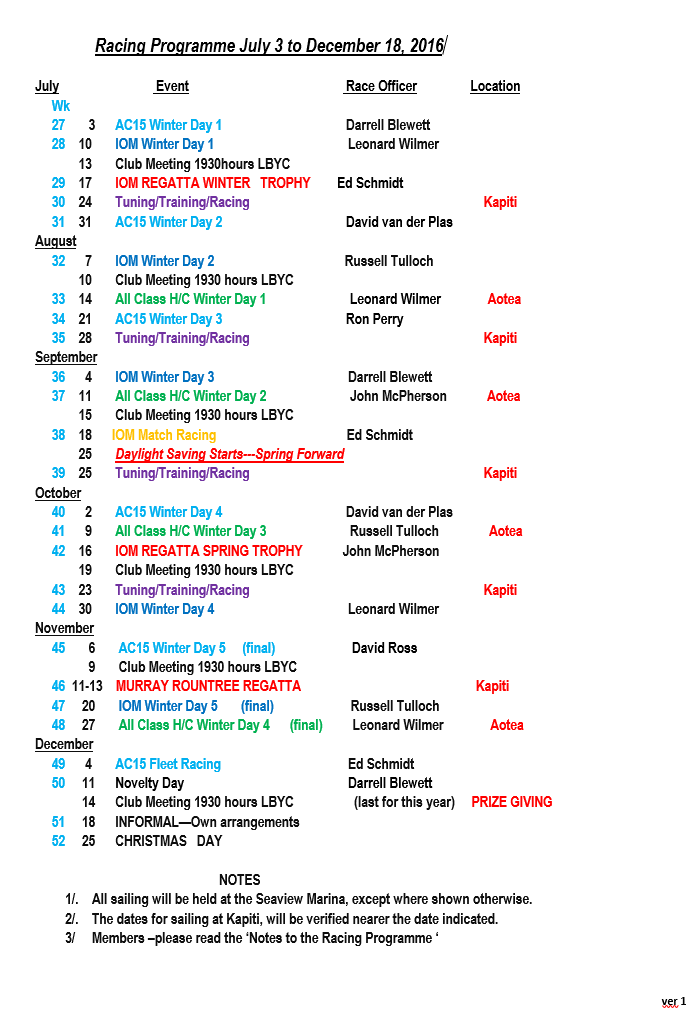 Racing Programme July 3 to December 18, 2016/
July Event Race Officer Location
Wk
27 3 AC15 Winter Day 1 Darrell Blewett
28 10 IOM Winter Day 1 Leonard Wilmer
13 Club Meeting 1930hours LBYC
29 17 IOM REGATTA WINTER TROPHY Ed Schmidt
30 24 Tuning/Training/Racing Kapiti
31 31 AC15 Winter Day 2 David van der Plas
August
32 7 IOM Winter Day 2 Russell Tulloch
10 Club Meeting 1930 hours LBYC
33 14 All Class H/C Winter Day 1 Leonard Wilmer Aotea
34 21 AC15 Winter Day 3 Ron Perry
35 28 Tuning/Training/Racing Kapiti
September
36 4 IOM Winter Day 3 Darrell Blewett
37 11 All Class H/C Winter Day 2 John McPherson Aotea
15 Club Meeting 1930 hours LBYC
38 18 IOM Match Racing Ed Schmidt
25 Daylight Saving Starts---Spring Forward
39 25 Tuning/Training/Racing Kapiti
October
40 2 AC15 Winter Day 4 David van der Plas
41 9 All Class H/C Winter Day 3 Russell Tulloch Aotea
42 16 IOM REGATTA SPRING TROPHY John McPherson
19 Club Meeting 1930 hours LBYC
43 23 Tuning/Training/Racing Kapiti
44 30 IOM Winter Day 4 Leonard Wilmer
November
45 6 AC15 Winter Day 5 (final) David Ross
9 Club Meeting 1930 hours LBYC
46 11-13 MURRAY ROUNTREE REGATTA Kapiti
47 20 IOM Winter Day 5 (final) Russell Tulloch
48 27 All Class H/C Winter Day 4 (final) Leonard Wilmer Aotea
December
49 4 AC15 Fleet Racing Ed Schmidt
50 11 Novelty Day Darrell Blewett
14 Club Meeting 1930 hours LBYC (last for this year) PRIZE GIVING
51 18 INFORMAL—Own arrangements
52 25 CHRISTMAS DAY
NOTES
1/. All sailing will be held at the Seaview Marina, except where shown otherwise.
2/. The dates for sailing at Kapiti, will be verified nearer the date indicated.
3/ Members –please read the ‘Notes to the Racing Programme ‘
ver 1